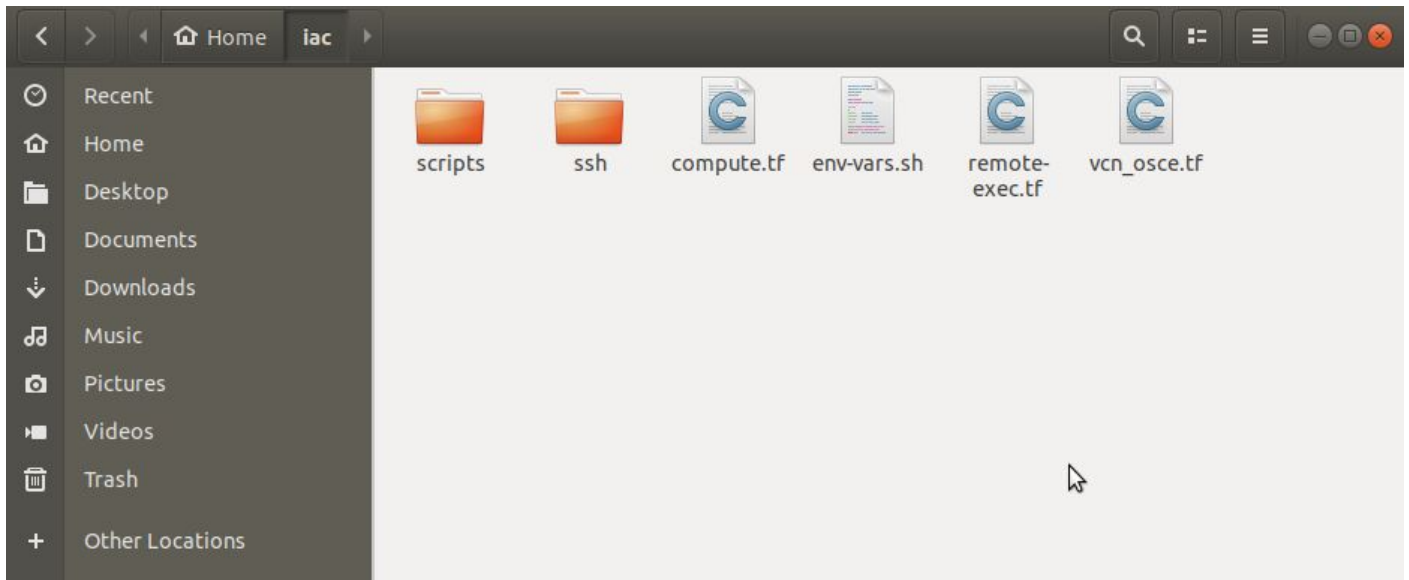 Home iac
Recent
Home
Desktop
Documents
Downloads
Music
Pictures
Videos
Trash
Other Locations
scripts
ssh
compute.tf
env-vars.sh
remote-
exec.tf
vcn_osce.tf